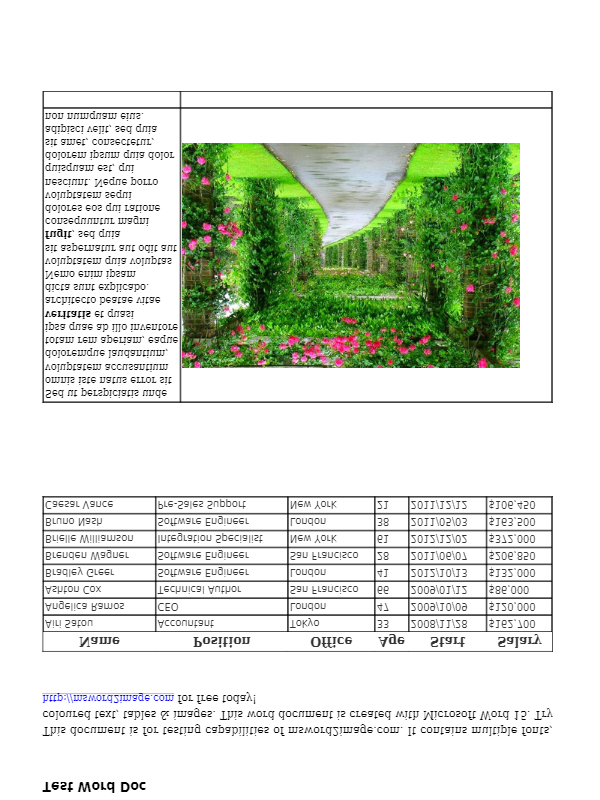 Test Word Doc
This document is for testing capabilities of msword2image.com. It contains multiple fonts,
coloured text, tables & images. This word document is created with Microsoft Word 15. Try
http://msword2image.com for free today!
Name Position Office Age Start Salary
Airi Satou Accountant Tokyo 33 2008/11/28 $162,700
Angelica Ramos CEO London 47 2009/10/09 $120,000
Ashton Cox Technical Author San Francisco 66 2009/01/12 $86,000
Bradley Greer Software Engineer London 41 2012/10/13 $132,000
Brenden Wagner Software Engineer San Francisco 28 2011/06/07 $206,850
Brielle Williamson Integration Specialist New York 61 2012/12/02 $372,000
Bruno Nash Software Engineer London 38 2011/05/03 $163,500
Caesar Vance Pre-Sales Support New York 21 2011/12/12 $106,450
Sed ut perspiciatis unde
omnis iste natus error sit
voluptatem accusantium
doloremque laudantium,
totam rem aperiam, eaque
ipsa quae ab illo inventore
veritatis et quasi
architecto beatae vitae
dicta sunt explicabo.
Nemo enim ipsam
voluptatem quia voluptas
sit aspernatur aut odit aut
fugit, sed quia
consequuntur magni
dolores eos qui ratione
voluptatem sequi
nesciunt. Neque porro
quisquam est, qui
dolorem ipsum quia dolor
sit amet, consectetur,
adipisci velit, sed quia
non numquam eius.